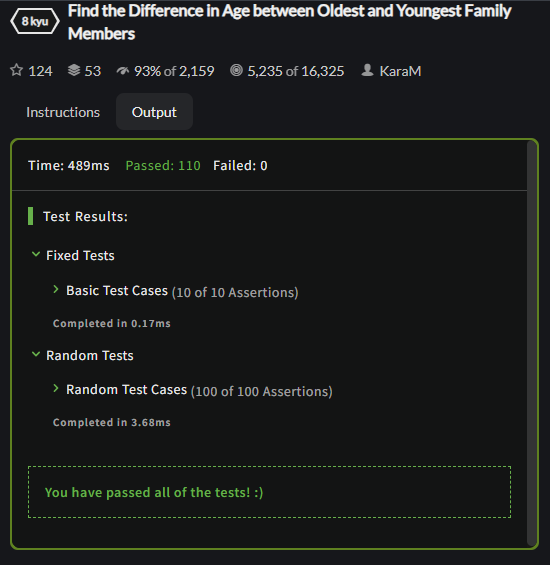 8 kyu
Find the Difference in Age between Oldest and Youngest Family
Members
124 53 93% of 2,159 5,235 of 16,325 KaraM
Instructions Output
Time: 489ms Passed: 110 Failed: 0
Test Results:
Fixed Tests
Basic Test Cases (10 of 10 Assertions)
Completed in 0.17ms
Random Tests
Random Test Cases (100 of 100 Assertions)
Completed in 3.68ms
You have passed all of the tests! :)